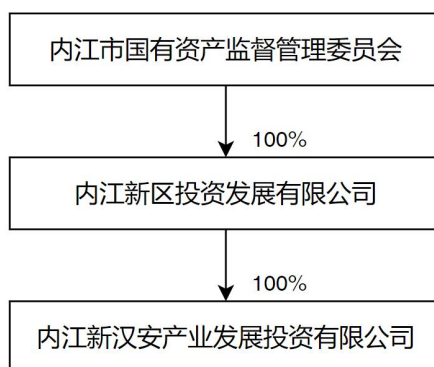 内江市国有资产监督管理委员会
100%
内江新区投资发展有限公司
100%
内江新汉安产业发展投资有限公司